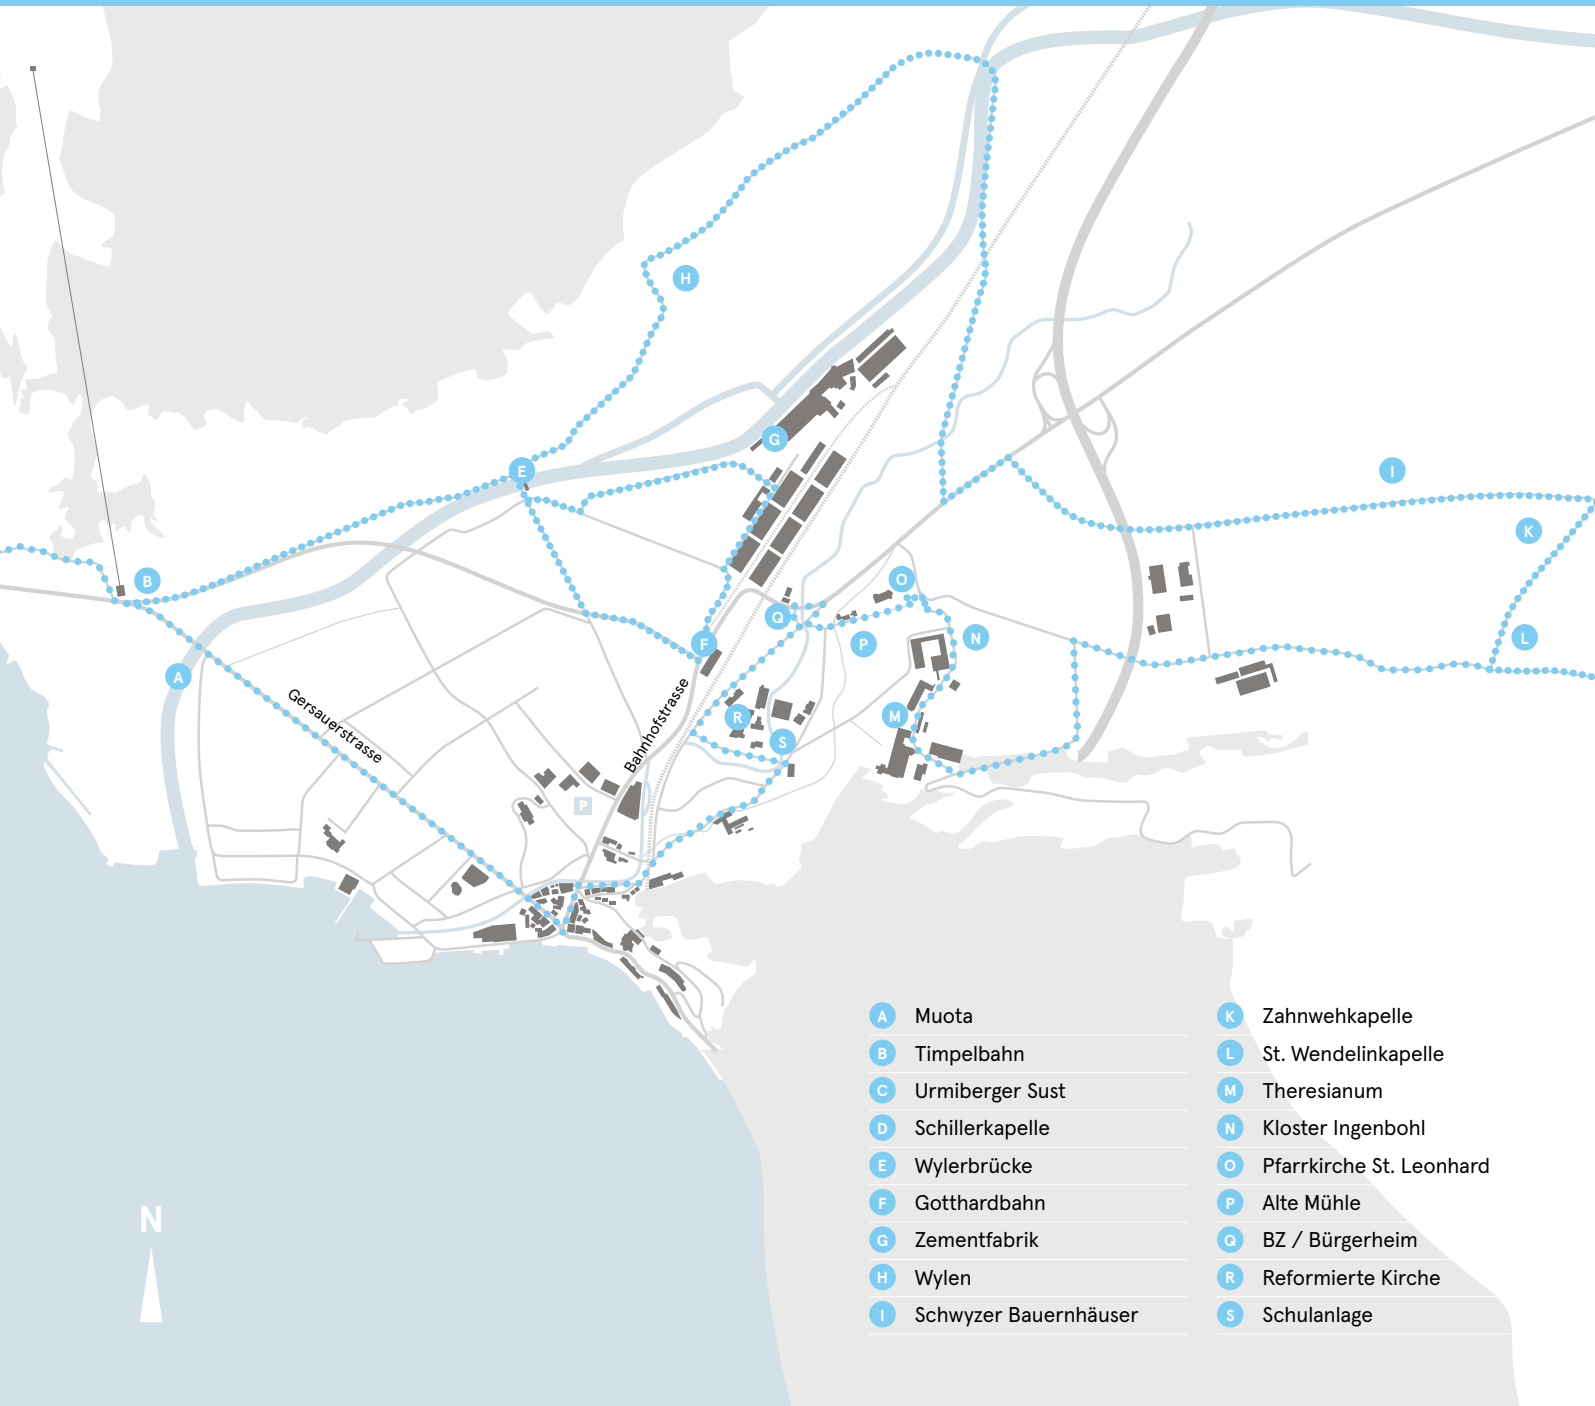 H
E
G
I
K
B
O
Q
F
P
N
L
A
R
M
S
Gersauerstrasse
Bahnhofstrasse
P
N
A Muota
B Timpelbahn
C Urmiberger Sust
D Schillerkapelle
E Wylerbrücke
F Gotthardbahn
G Zementfabrik
H Wylen
I Schwyzer Bauernhäuser
K Zahnwehkapelle
L St. Wendelinkapelle
M Theresianum
N Kloster Ingenbohl
O Pfarrkirche St. Leonhard
P Alte Mühle
Q BZ / Bürgerheim
R Reformierte Kirche
S Schulanlage